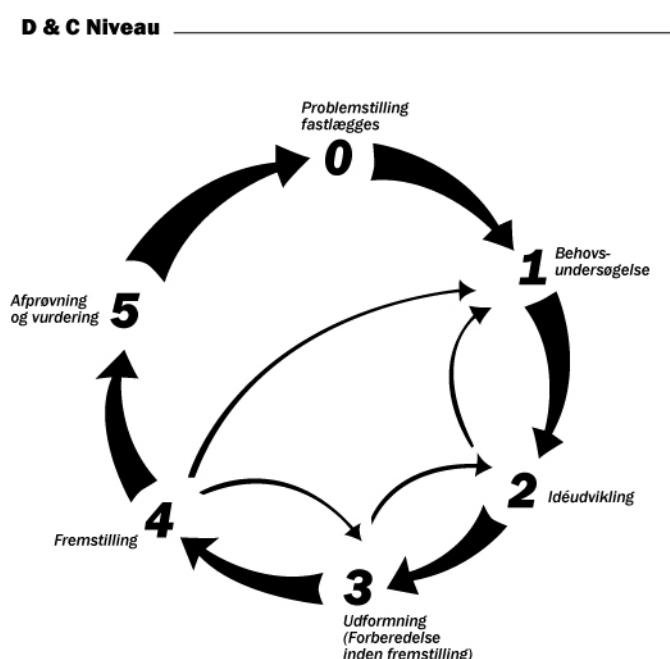 D & C Niveau
Problemstilling
fastlægges
0
1
Behovs-
undersøgelse
2
Idéudvikling
3
Udformning
(Forberedelse
inden fremstilling)
4
Fremstilling
5
Afprøvning
og vurdering